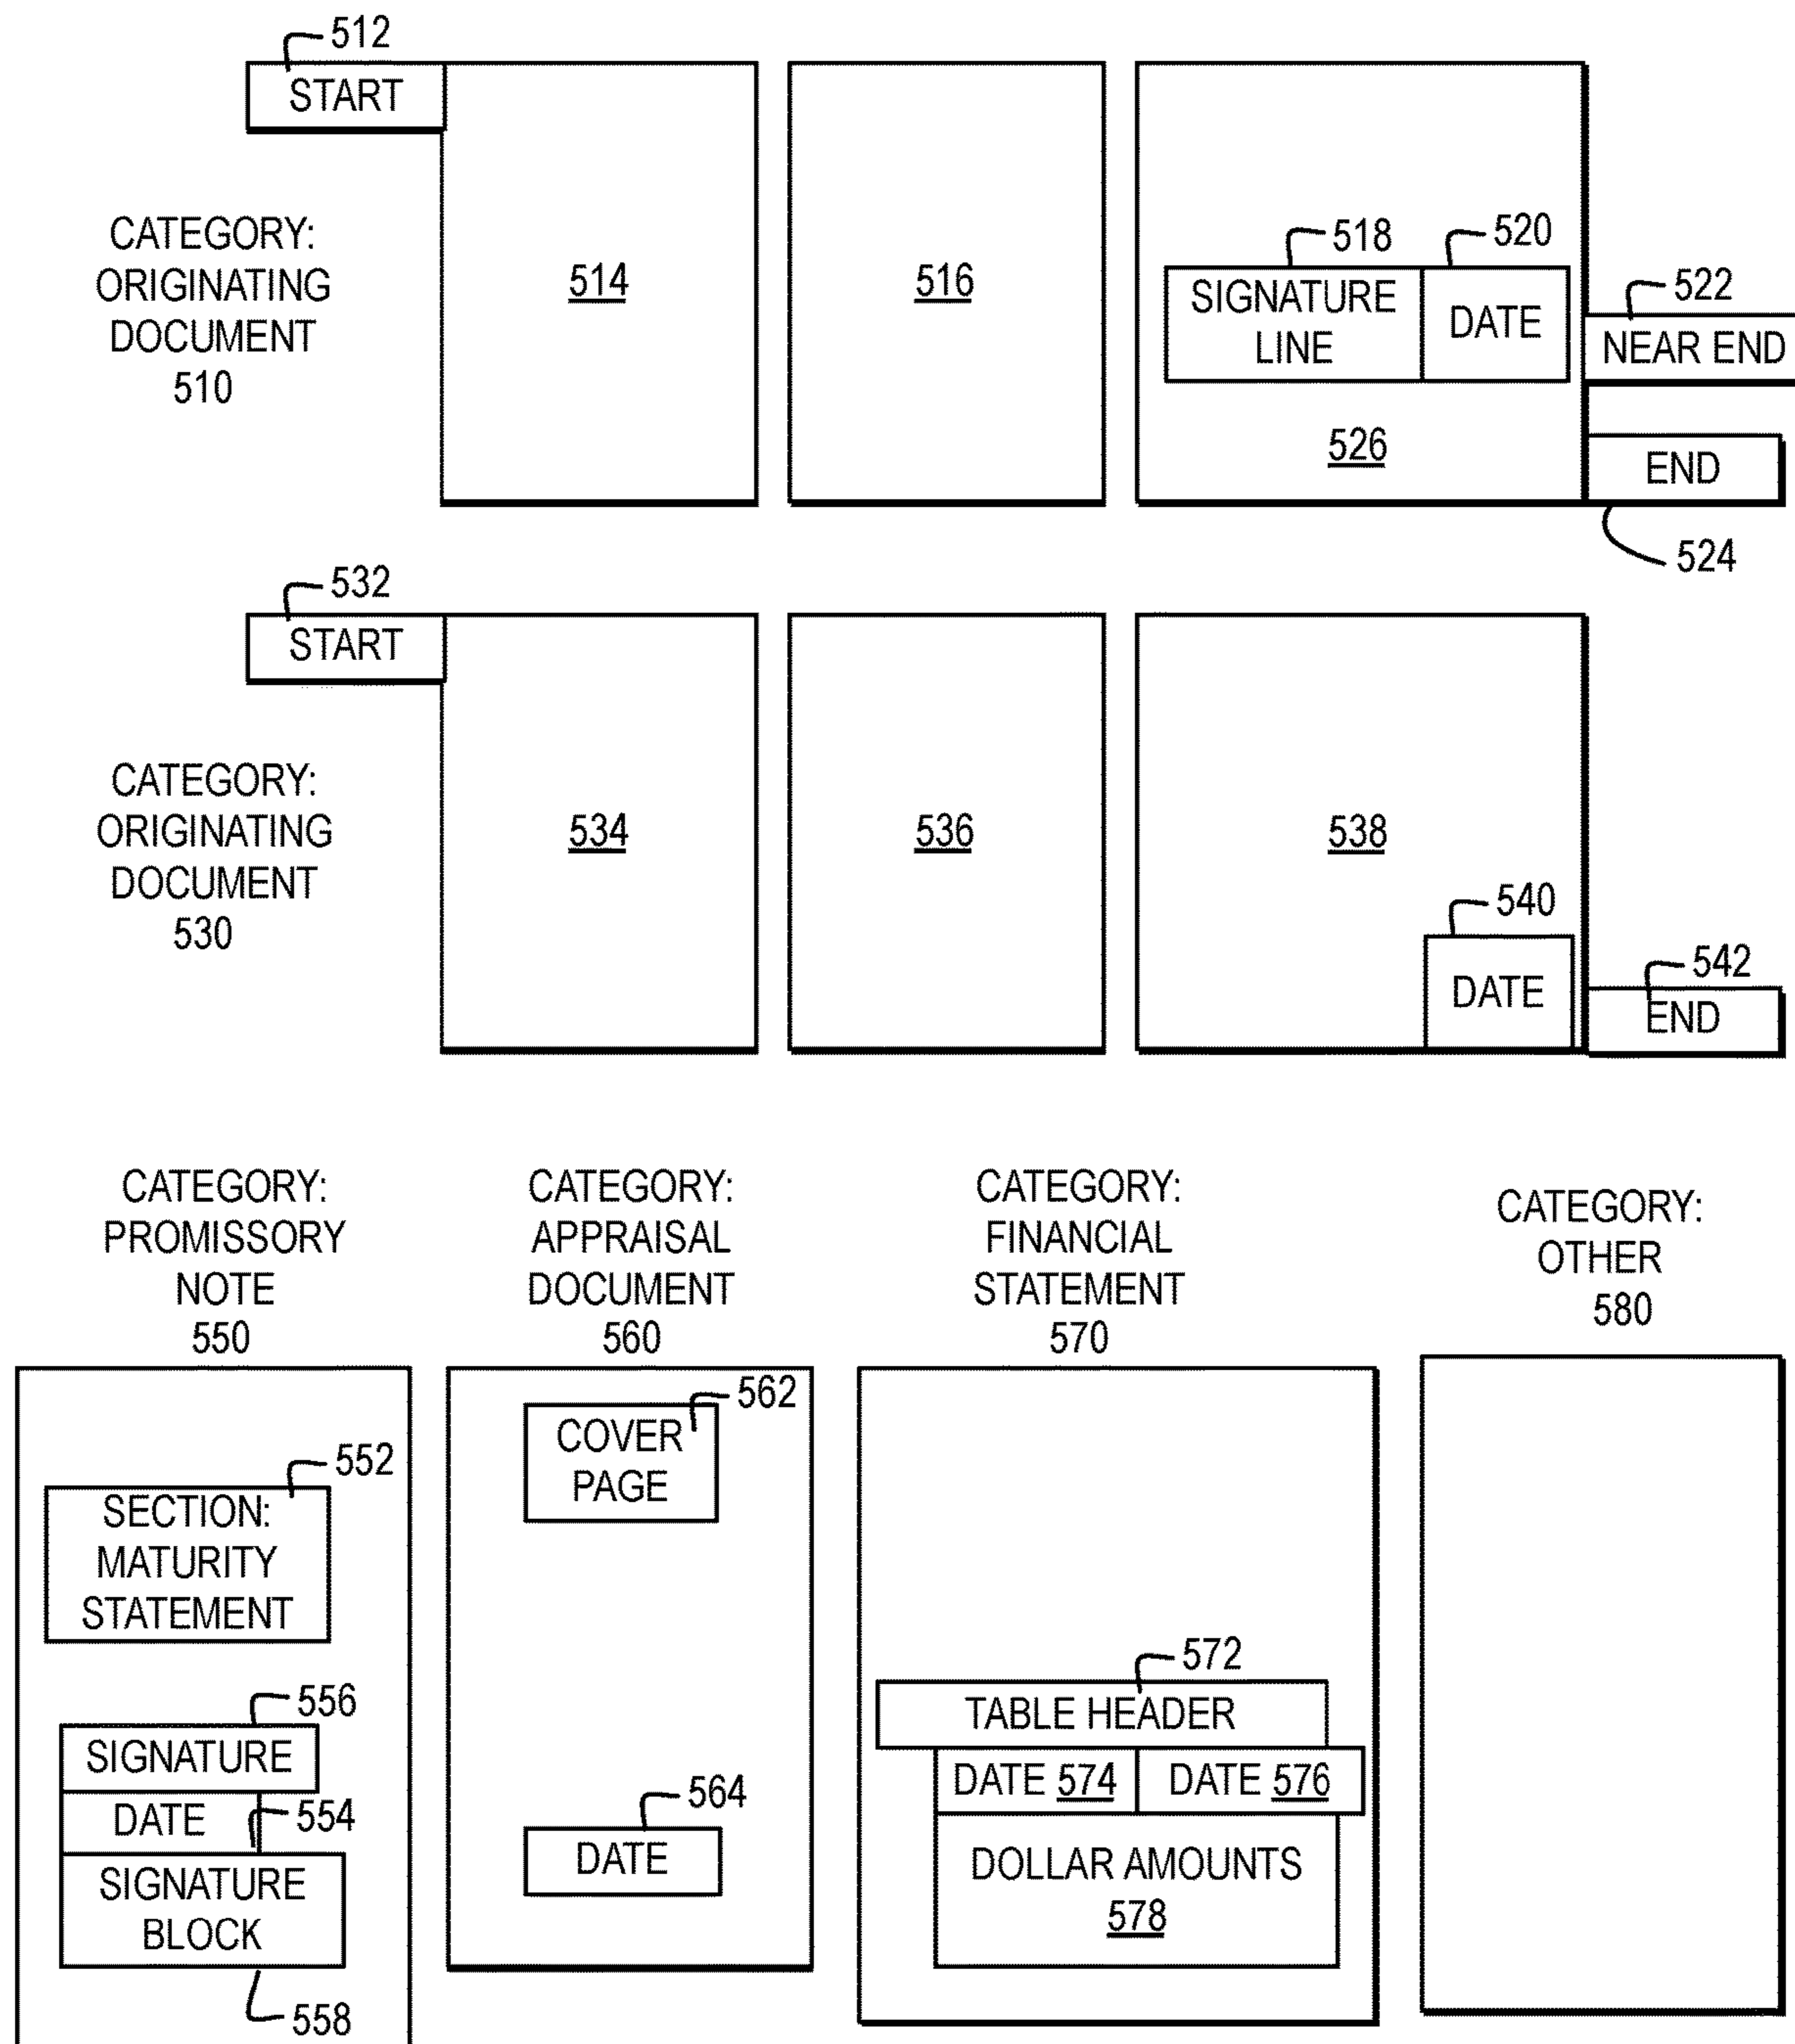 512
START
CATEGORY:
ORIGINATING
DOCUMENT
510
514
516
518
520
SIGNATURE
LINE
DATE
522
NEAR END
526
END
524
532
START
CATEGORY:
ORIGINATING
DOCUMENT
530
534
536
538
540
DATE
542
END
CATEGORY:
PROMISSORY
NOTE
550
552
SECTION:
MATURITY
STATEMENT
556
SIGNATURE
DATE
554
SIGNATURE
BLOCK
558
CATEGORY:
APPRAISAL
DOCUMENT
560
562
COVER
PAGE
564
DATE
CATEGORY:
FINANCIAL
STATEMENT
570
572
TABLE HEADER
DATE 574
DATE 576
DOLLAR AMOUNTS
578
CATEGORY:
OTHER
580